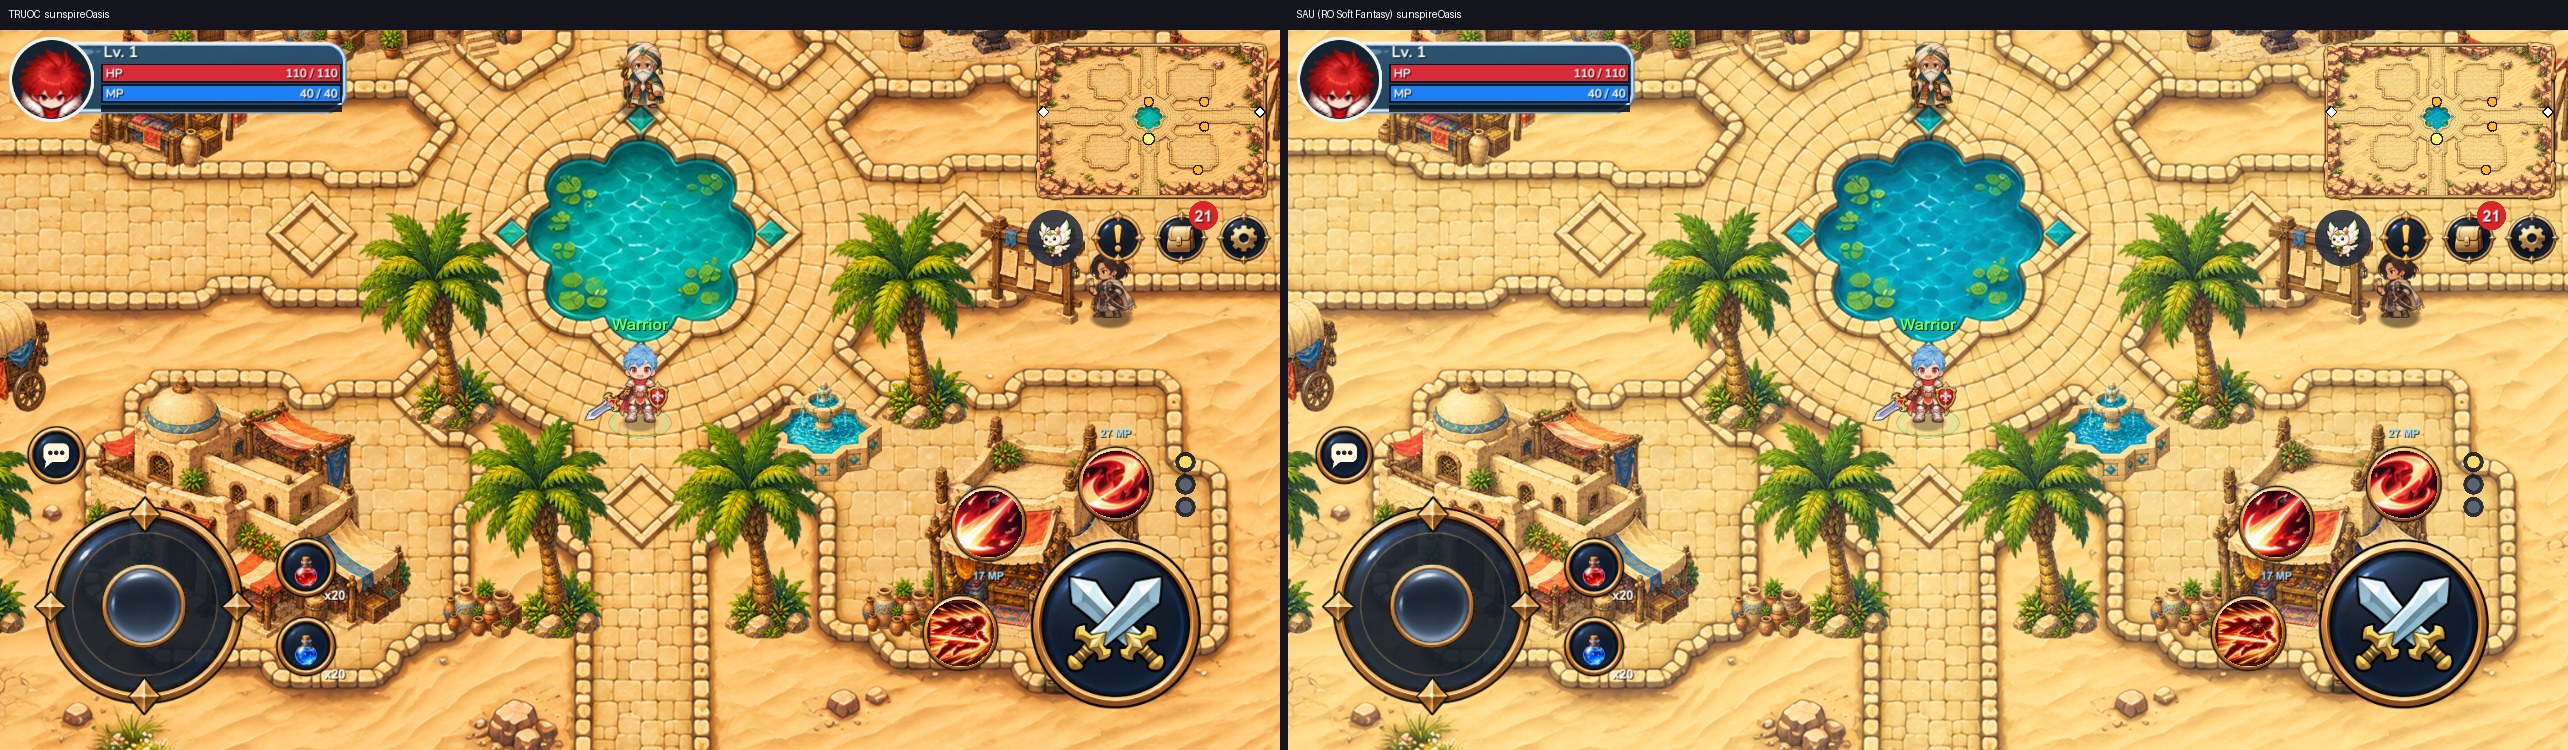 TRUOC sunspireOasis
Lv. 1
HP 110 / 110
MP 40 / 40
21
Warrior
27 MP
17 MP
x20
x20
SAU (RO Soft Fantasy) sunspireOasis
Lv. 1
HP 110 / 110
MP 40 / 40
21
Warrior
27 MP
17 MP
x20
x20